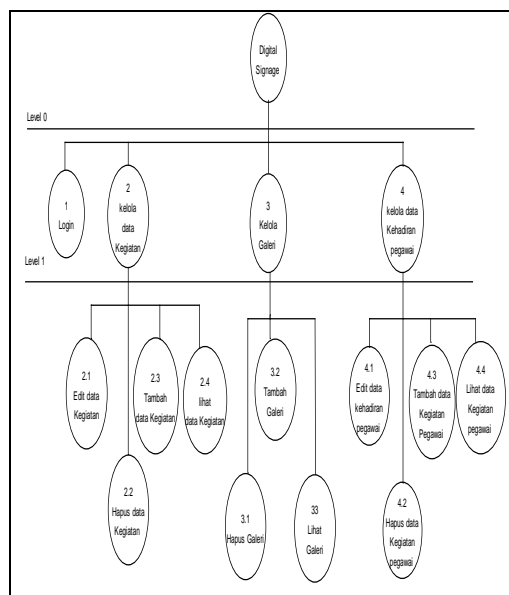 Digital
Signage
Level 0
1
Login
2
kelola
data
Kegiatan
3
Kelola
Galeri
4
kelola data
Kehadiran
pegawai
Level 1
2.1
Edit data
Kegiatan
2.3
Tambah
data Kegiatan
2.4
lihat
data Kegiatan
3.2
Tambah
Galeri
4.1
Edit data
kehadiran
pegawai
4.3
Tambah data
Kegiatan
Pegawai
4.4
Lihat data
Kegiatan
pegawai
2.2
Hapus data
Kegiatan
3.1
Hapus Galeri
33
Lihat
Galeri
4.2
Hapus data
Kegiatan
pegawai